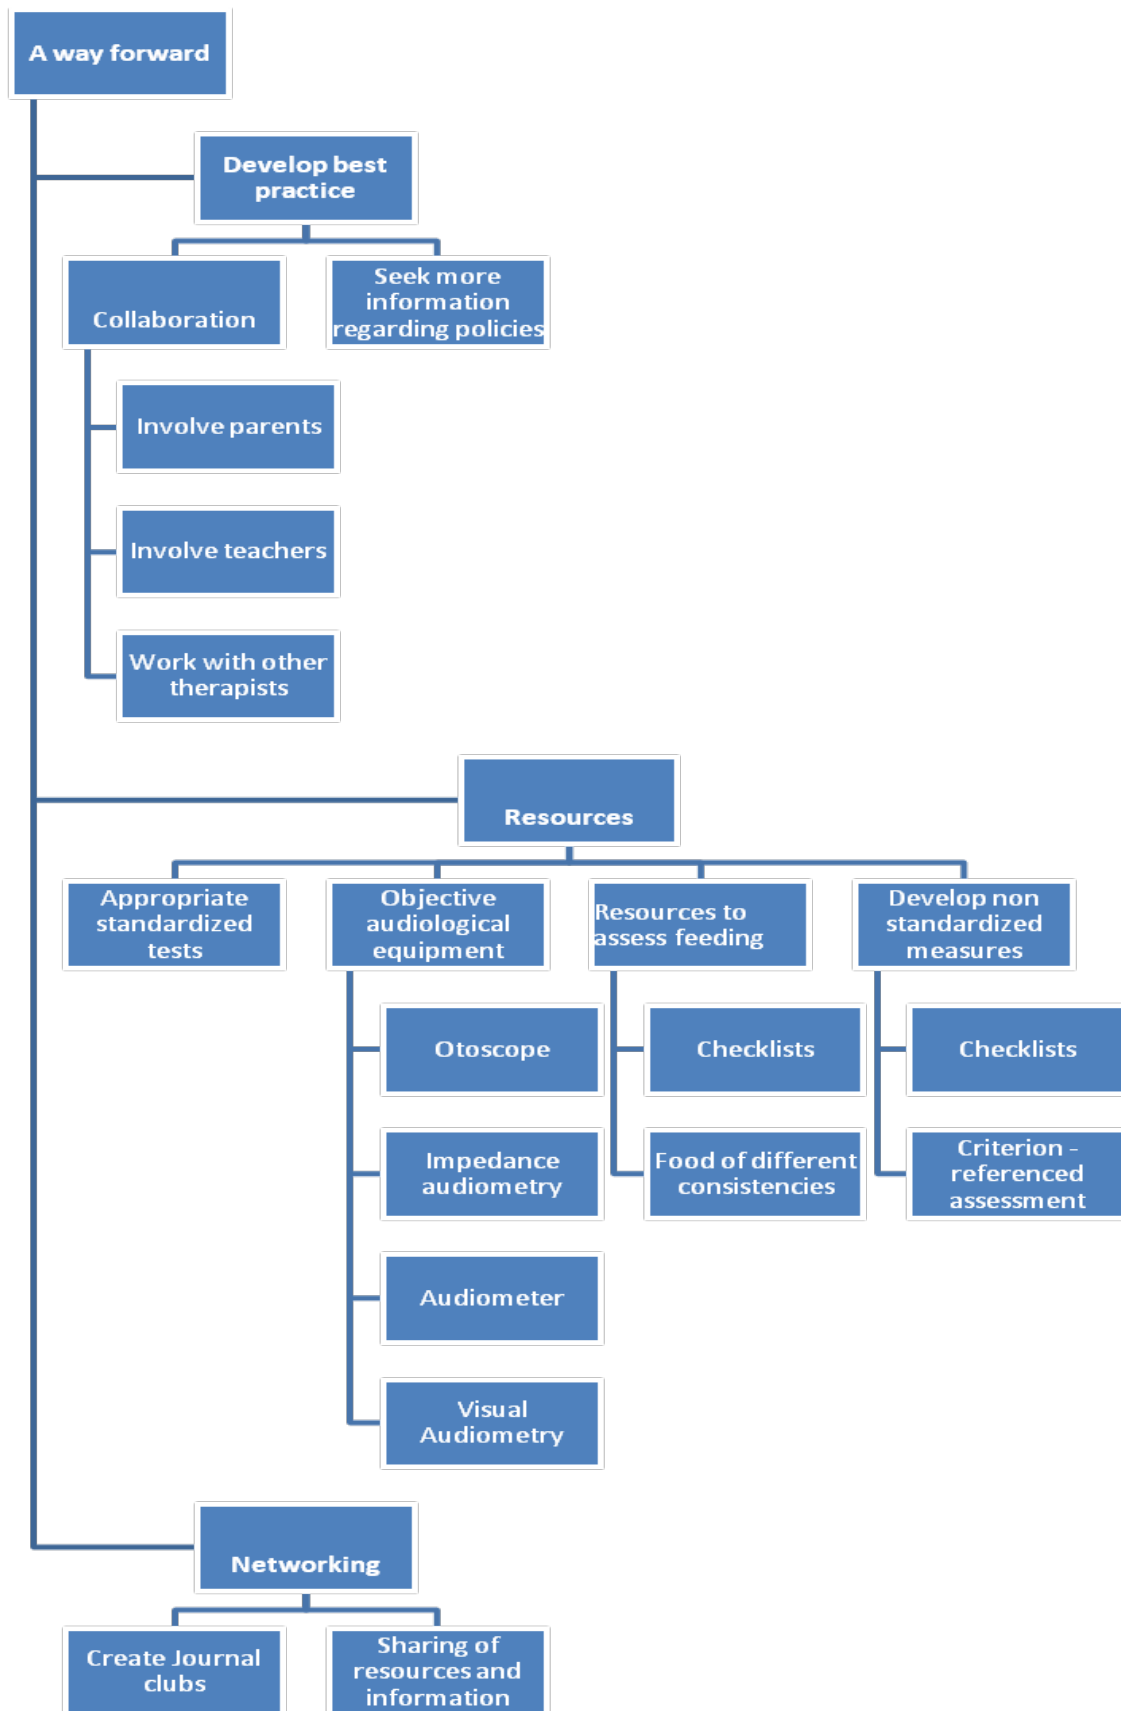 A way forward
Develop best
practice
Collaboration
Seek more
information
regarding policies
Involve parents
Involve teachers
Work with other
therapists
Resources
Appropriate
standardized
tests
Objective
audiological
equipment
Resources to
assess feeding
Develop non
standardized
measures
Otoscope
Checklists
Checklists
Impedance
audiometry
Food of different
consistencies
Criterion -
referenced
assessment
Audiometer
Visual
Audiometry
Networking
Create Journal
clubs
Sharing of
resources and
information